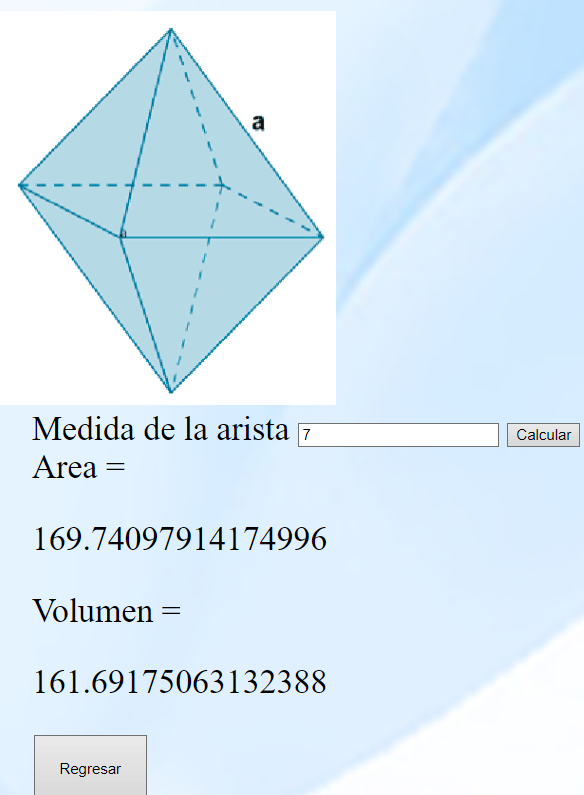 a
a
Medida de la arista 7 Calcular
Area =
169.74097914174996
Volumen =
161.69175063132388
Regresar